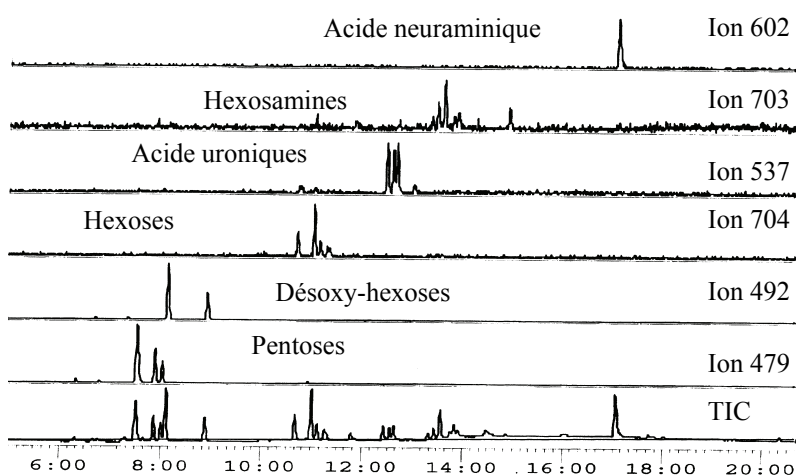 Acide neuraminique Ion 602
Hexosamines Ion 703
Acide uroniques Ion 537
Hexoses Ion 704
Désoxy-hexoses Ion 492
Pentoses Ion 479
TIC
6:00 8:00 10:00 12:00 14:00 16:00 18:00 20:00